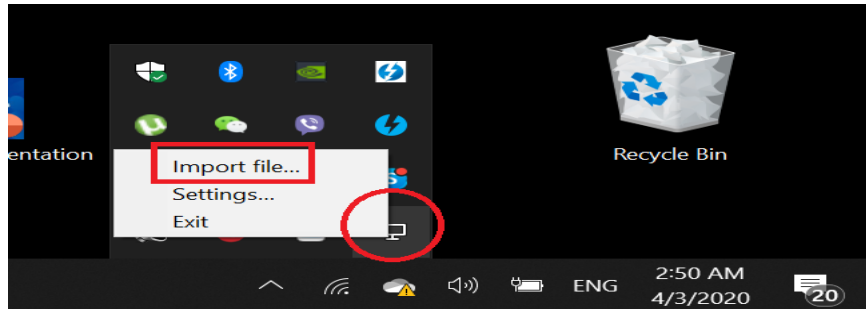 entation
Recycle Bin
Import file...
Settings...
Exit
S
ENG
2:50 AM
4/3/2020
20